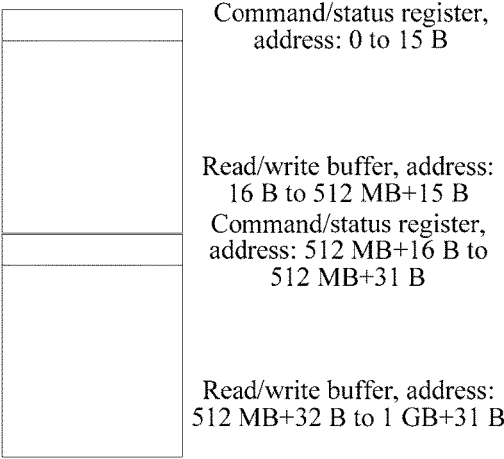 Command/status register,
address: 0 to 15 B
Read/write buffer, address:
16 B to 512 MB+15 B
Command/status register,
address: 512 MB+16 B to
512 MB+31 B
Read/write buffer, address:
512 MB+32 B to 1 GB+31 B